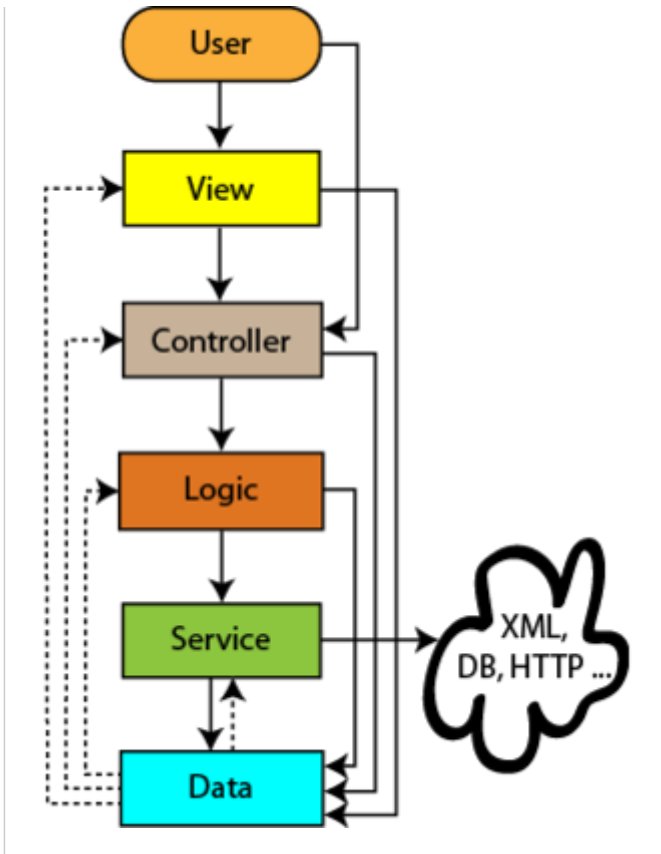 User
View
Controller
Logic
Service
XML,
DB, HTTP ...
Data